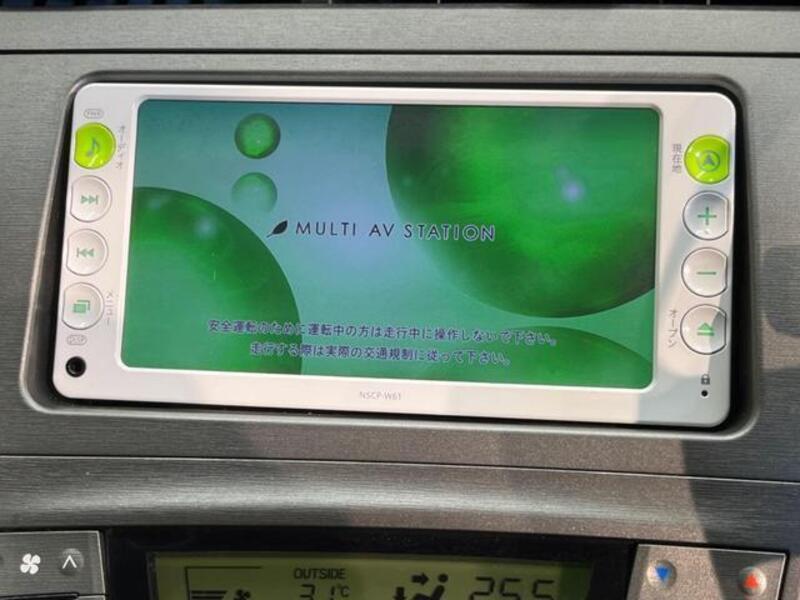 PWR
オーディオ
現在地
MULTI AV STATION
安全運転のために運転中の方は走行中に操作しないで下さい。
走行する際は実際の交通規制に従って下さい。
メニュー
DISP
オープン
NSCP-W61
OUTSIDE
31℃
25.5